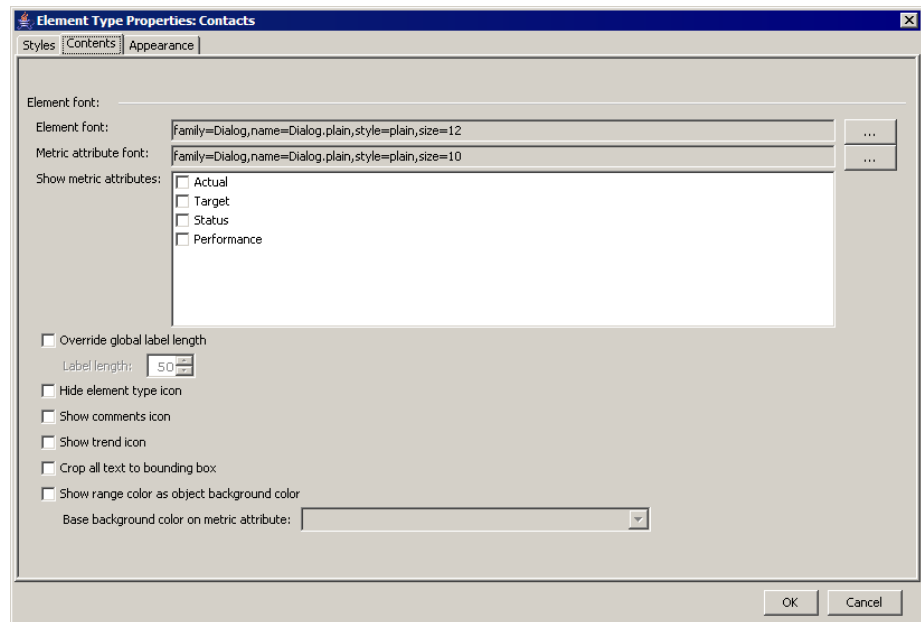 Element Type Properties: Contacts
Styles Contents Appearance
Element font:
Element font: family=Dialog,name=Dialog.plain,style=plain,size=12 ...
Metric attribute font: family=Dialog,name=Dialog.plain,style=plain,size=10 ...
Show metric attributes: Actual
Target
Status
Performance
Override global label length
Label length: 50
Hide element type icon
Show comments icon
Show trend icon
Crop all text to bounding box
Show range color as object background color
Base background color on metric attribute:
OK Cancel